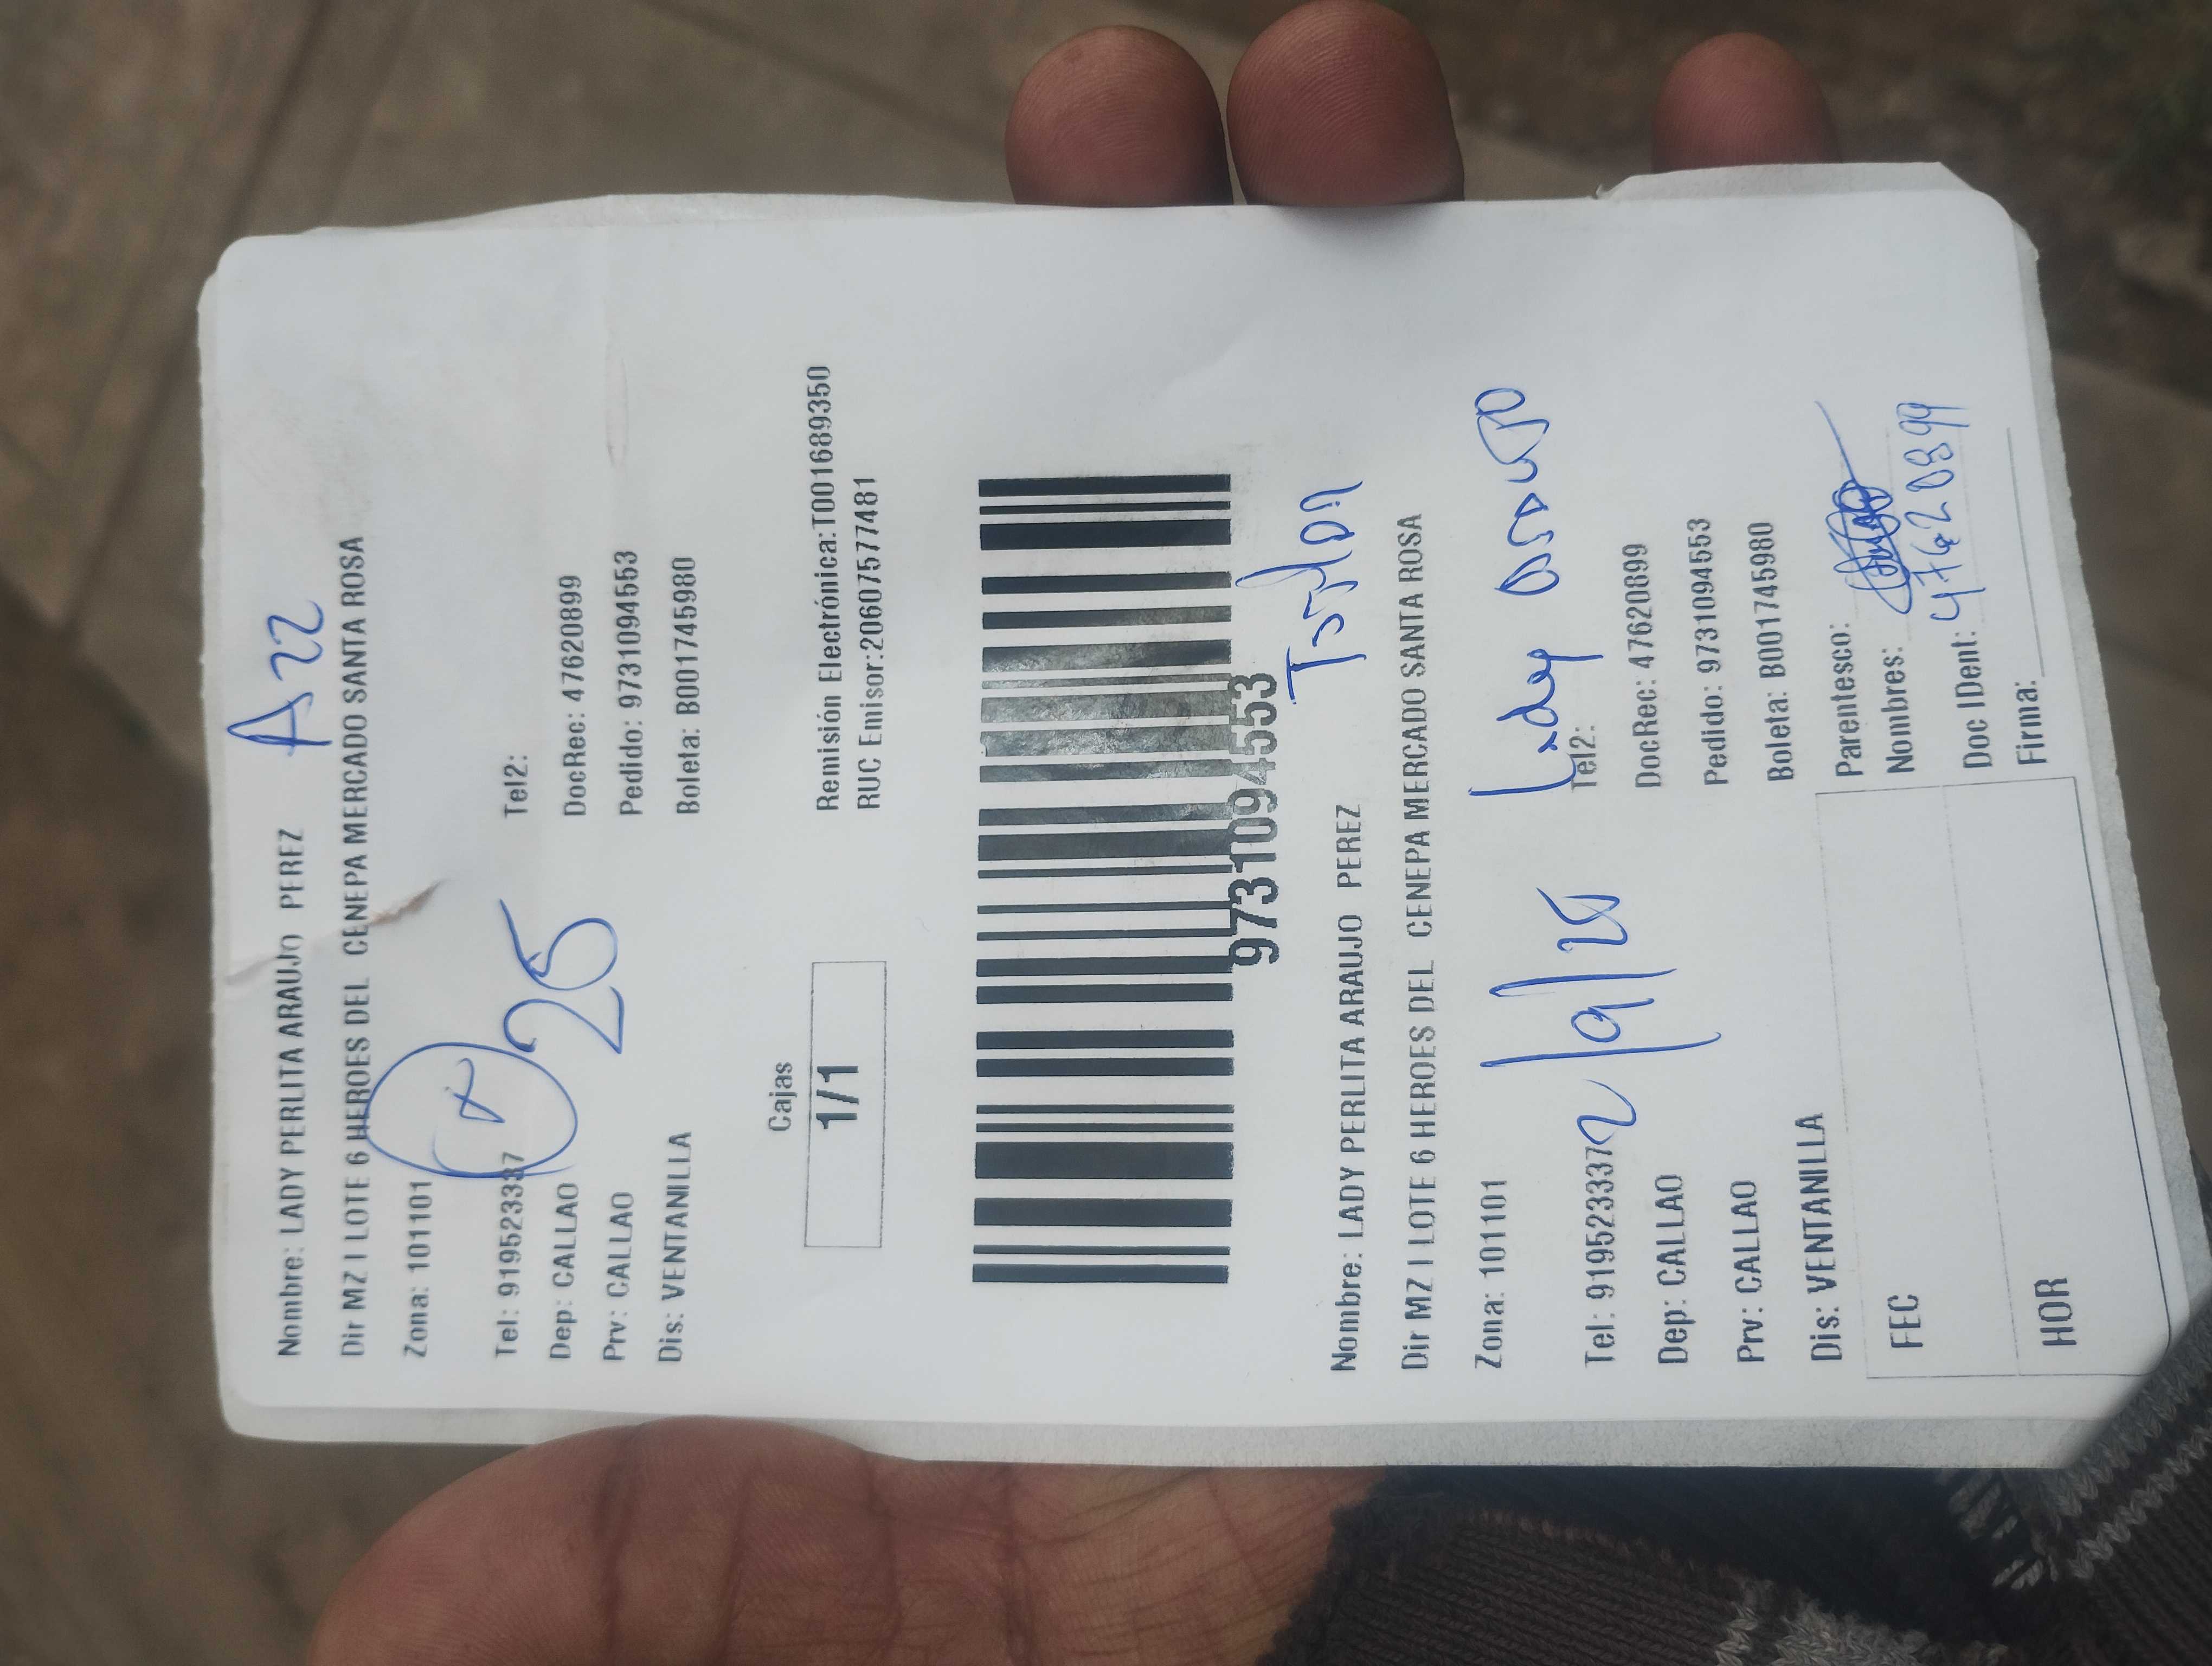 A22
Nombre: LADY PERLITA ARAUJO PEREZ
Dir MZ I LOTE 6 HEROES DEL CENEPA MERCADO SANTA ROSA
Zona: 101101
Tel: 919523337 Tel2:
25
Dep: CALLAO DocRec: 47620899
Prv: CALLAO Pedido: 9731094553
Dis: VENTANILLA Boleta: B001745980
Cajas
1/1
Remisión Electrónica:T001689350
RUC Emisor:20607577481
9731094553
Nombre: LADY PERLITA ARAUJO PEREZ
Dir MZ I LOTE 6 HEROES DEL CENEPA MERCADO SANTA ROSA
Zona: 101101
Lady Araujo
2/9/25
Tel: 919523337 Tel2:
Dep: CALLAO DocRec: 47620899
Prv: CALLAO Pedido: 9731094553
Dis: VENTANILLA Boleta: B001745980
Parentesco:
FEC Nombres:
Doc IDent: 47620899
HOR Firma: